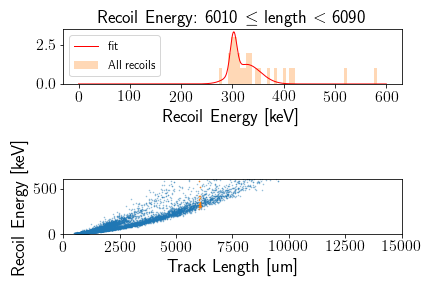 Recoil Energy: 6010 ≤ length < 6090
2.5
0.0
fit
All recoils
0 100 200 300 400 500 600
Recoil Energy [keV]
Recoil Energy [keV]
500
0
0 2500 5000 7500 10000 12500 15000
Track Length [um]